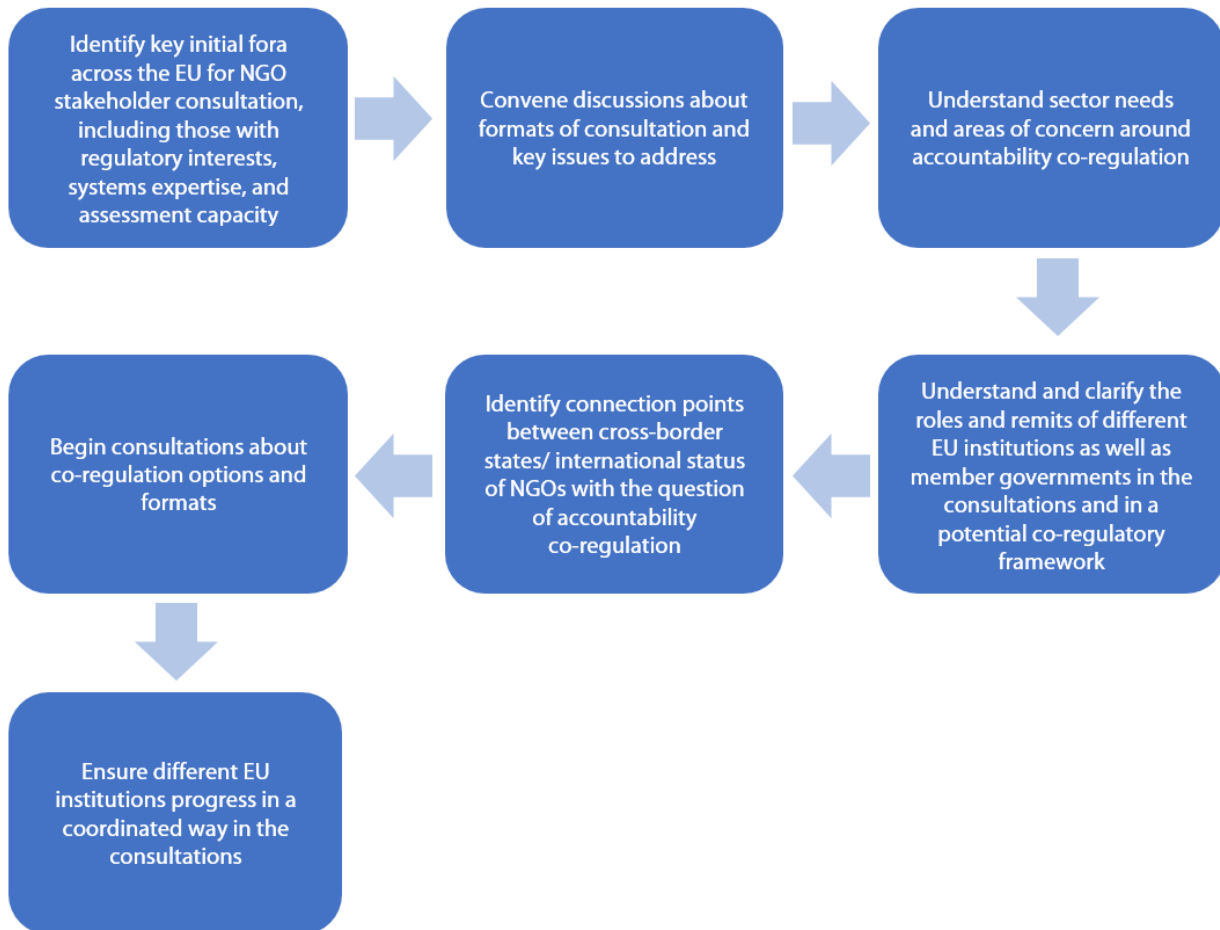 Identify key initial fora
across the EU for NGO
stakeholder consultation,
including those with
regulatory interests,
systems expertise, and
assessment capacity
Convene discussions about
formats of consultation and
key issues to address
Understand sector needs
and areas of concern around
accountability co-regulation
Understand and clarify the
roles and remits of different
EU institutions as well as
member governments in the
consultations and in a
potential co-regulatory
framework
Identify connection points
between cross-border
states/ international status
of NGOs with the question
of accountability
co-regulation
Begin consultations about
co-regulation options and
formats
Ensure different EU
institutions progress in a
coordinated way in the
consultations